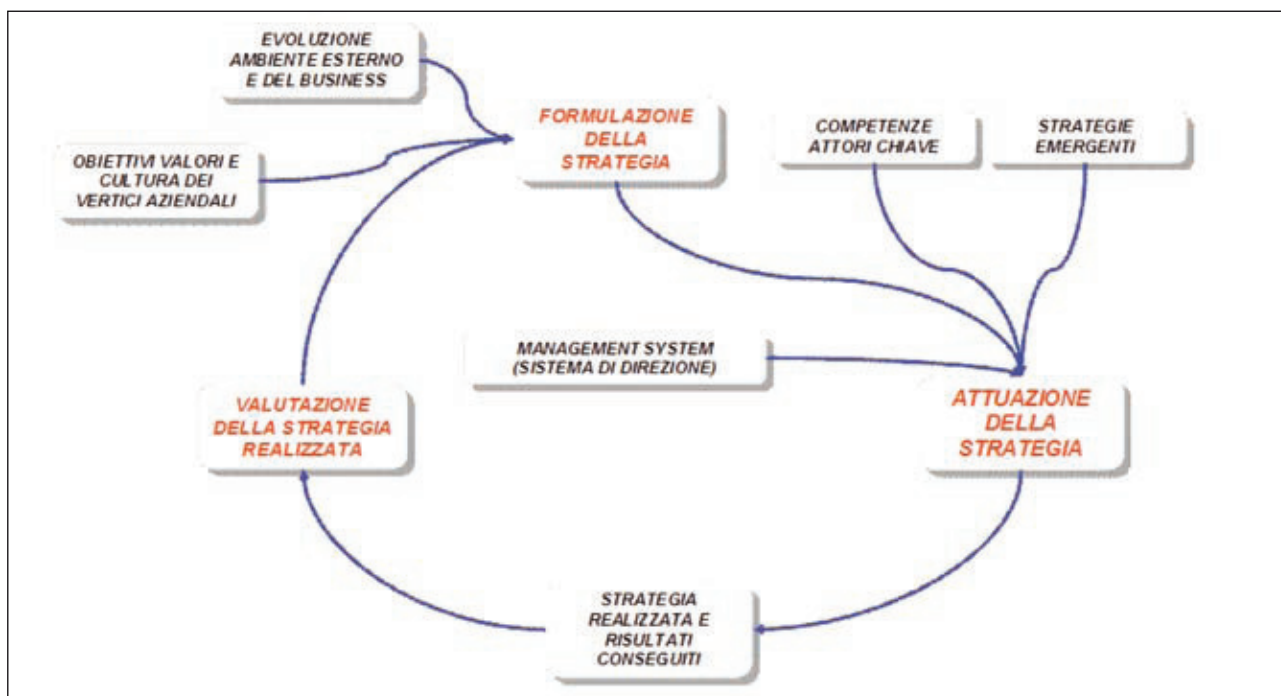 EVOLUZIONE
AMBIENTE ESTERNO
E DEL BUSINESS
OBIETTIVI VALORI E
CULTURA DEI
VERTICI AZIENDALI
FORMULAZIONE
DELLA
STRATEGIA
COMPETENZE
ATTORI CHIAVE
STRATEGIE
EMERGENTI
MANAGEMENT SYSTEM
(SISTEMA DI DIREZIONE)
VALUTAZIONE
DELLA STRATEGIA
REALIZZATA
ATTUAZIONE
DELLA
STRATEGIA
STRATEGIA
REALIZZATA E
RISULTATI
CONSEGUITI